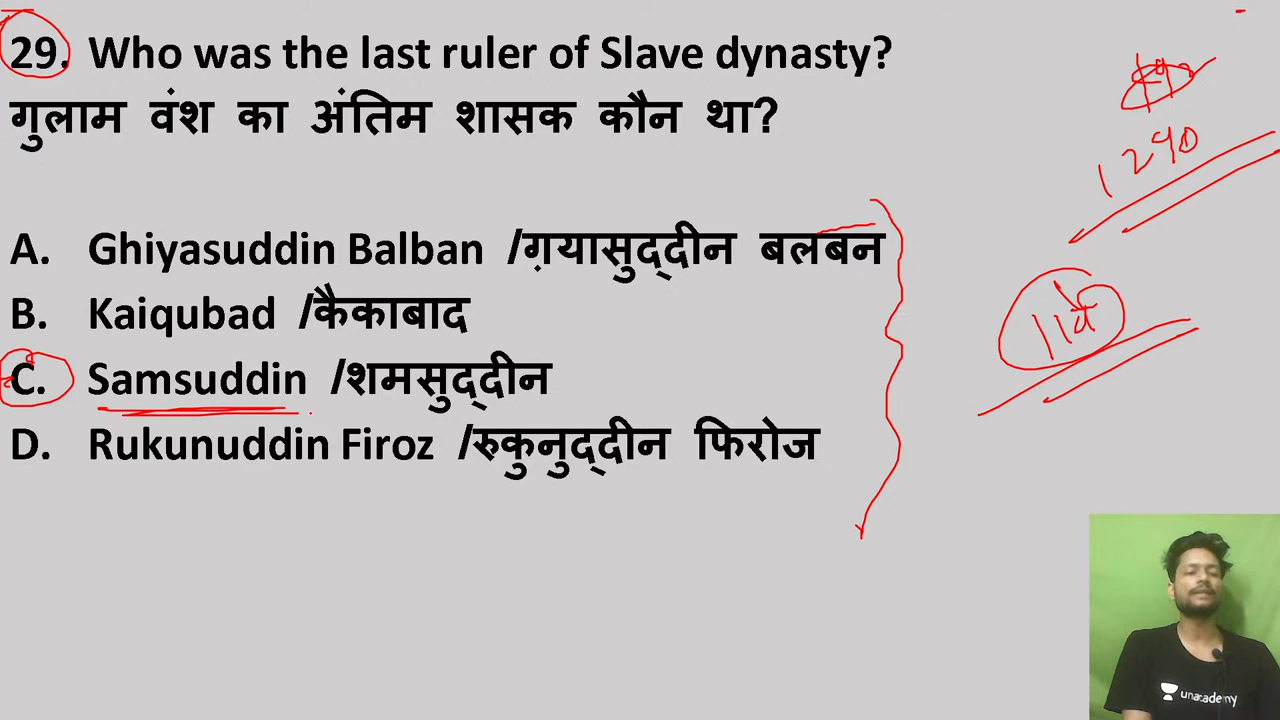 29. Who was the last ruler of Slave dynasty?
गुलाम वंश का अंतिम शासक कौन था?
A. Ghiyasuddin Balban /ग़यासुद्दीन बलबन
B. Kaiqubad /कैकाबाद
C. Samsuddin /शमसुद्दीन
D. Rukunuddin Firoz /रुकुनुद्दीन फिरोज
1290
11वां
unacademy